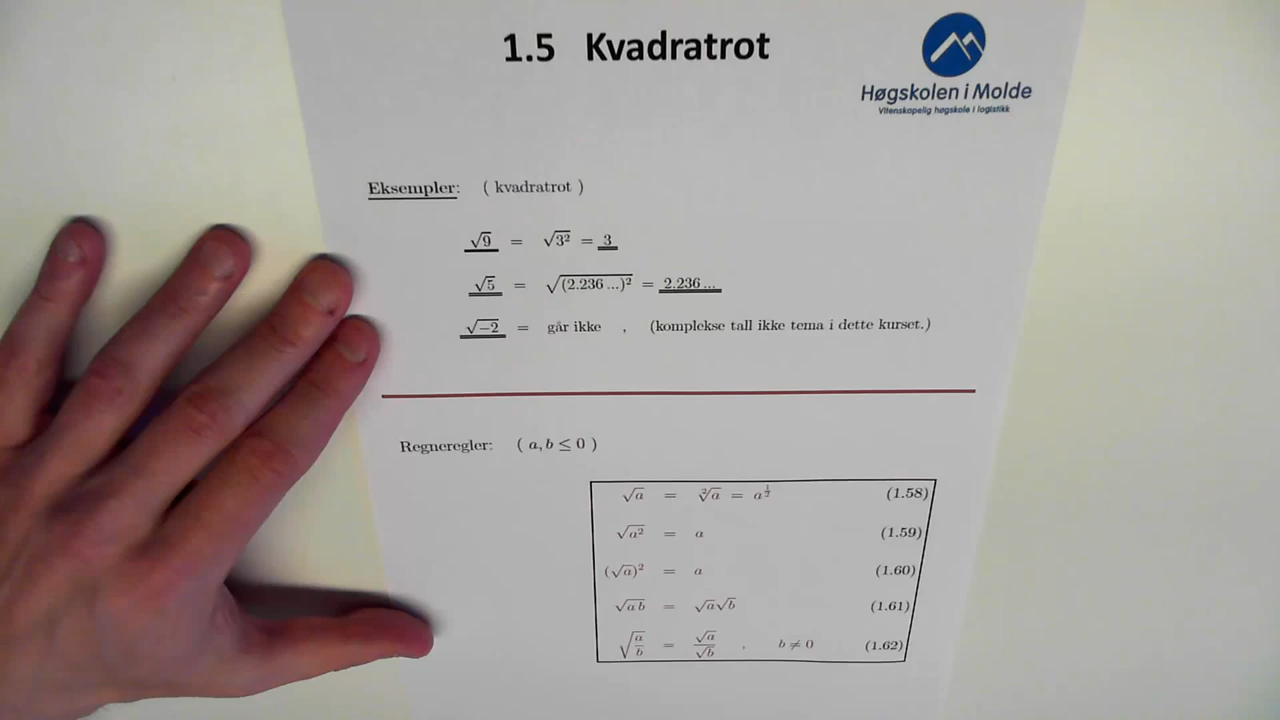 1.5 Kvadratrot
Høgskolen i Molde
Vitenskapelig høgskole i logistikk
Eksempler: ( kvadratrot )
√9 = √3² = 3
√5 = √(2.236 ...)² = 2.236 ...
√−2 = går ikke , (komplekse tall ikke tema i dette kurset.)
Regneregler: ( a, b ≤ 0 )
√a = ²√a = a^{1/2} (1.58)
√a² = a (1.59)
(√a)² = a (1.60)
√ab = √a√b (1.61)
√(a/b) = √a/√b , b ≠ 0 (1.62)